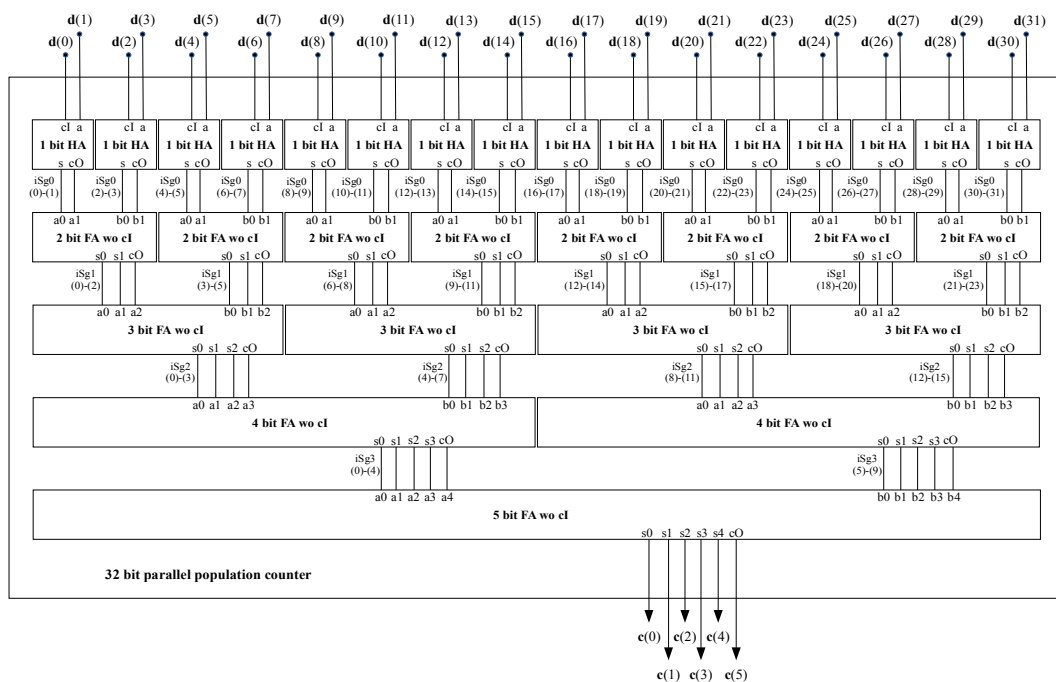 d(1) d(3) d(5) d(7) d(9) d(11) d(13) d(15) d(17) d(19) d(21) d(23) d(25) d(27) d(29) d(31)
d(0) d(2) d(4) d(6) d(8) d(10) d(12) d(14) d(16) d(18) d(20) d(22) d(24) d(26) d(28) d(30)
cI a cI a cI a cI a cI a cI a cI a cI a cI a cI a cI a cI a cI a cI a cI a cI a
1 bit HA 1 bit HA 1 bit HA 1 bit HA 1 bit HA 1 bit HA 1 bit HA 1 bit HA 1 bit HA 1 bit HA 1 bit HA 1 bit HA 1 bit HA 1 bit HA 1 bit HA 1 bit HA
s cO s cO s cO s cO s cO s cO s cO s cO s cO s cO s cO s cO s cO s cO s cO s cO
iSg0 iSg0 iSg0 iSg0 iSg0 iSg0 iSg0 iSg0 iSg0 iSg0 iSg0 iSg0 iSg0 iSg0 iSg0 iSg0
(0)-(1) (2)-(3) (4)-(5) (6)-(7) (8)-(9) (10)-(11) (12)-(13) (14)-(15) (16)-(17) (18)-(19) (20)-(21) (22)-(23) (24)-(25) (26)-(27) (28)-(29) (30)-(31)
a0 a1 b0 b1 a0 a1 b0 b1 a0 a1 b0 b1 a0 a1 b0 b1 a0 a1 b0 b1 a0 a1 b0 b1 a0 a1 b0 b1 a0 a1 b0 b1
2 bit FA wo cI 2 bit FA wo cI 2 bit FA wo cI 2 bit FA wo cI 2 bit FA wo cI 2 bit FA wo cI 2 bit FA wo cI 2 bit FA wo cI
s0 s1 cO s0 s1 cO s0 s1 cO s0 s1 cO s0 s1 cO s0 s1 cO s0 s1 cO s0 s1 cO
iSg1 iSg1 iSg1 iSg1 iSg1 iSg1 iSg1 iSg1
(0)-(2) (3)-(5) (6)-(8) (9)-(11) (12)-(14) (15)-(17) (18)-(20) (21)-(23)
a0 a1 a2 b0 b1 b2 a0 a1 a2 b0 b1 b2 a0 a1 a2 b0 b1 b2 a0 a1 a2 b0 b1 b2
3 bit FA wo cI 3 bit FA wo cI 3 bit FA wo cI 3 bit FA wo cI
s0 s1 s2 cO s0 s1 s2 cO s0 s1 s2 cO s0 s1 s2 cO
iSg2 iSg2 iSg2 iSg2
(0)-(3) (4)-(7) (8)-(11) (12)-(15)
a0 a1 a2 a3 b0 b1 b2 b3 a0 a1 a2 a3 b0 b1 b2 b3
4 bit FA wo cI 4 bit FA wo cI
s0 s1 s2 s3 cO s0 s1 s2 s3 cO
iSg3 iSg3
(0)-(4) (5)-(9)
a0 a1 a2 a3 a4 b0 b1 b2 b3 b4
5 bit FA wo cI
s0 s1 s2 s3 s4 cO
32 bit parallel population counter
c(0) c(2) c(4)
c(1) c(3) c(5)